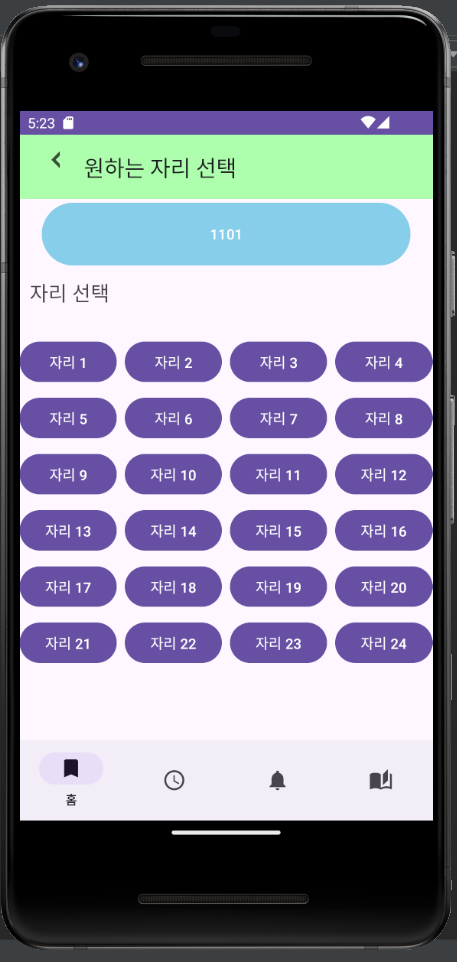 5:23
원하는 자리 선택
1101
자리 선택
자리 1 자리 2 자리 3 자리 4
자리 5 자리 6 자리 7 자리 8
자리 9 자리 10 자리 11 자리 12
자리 13 자리 14 자리 15 자리 16
자리 17 자리 18 자리 19 자리 20
자리 21 자리 22 자리 23 자리 24
홈